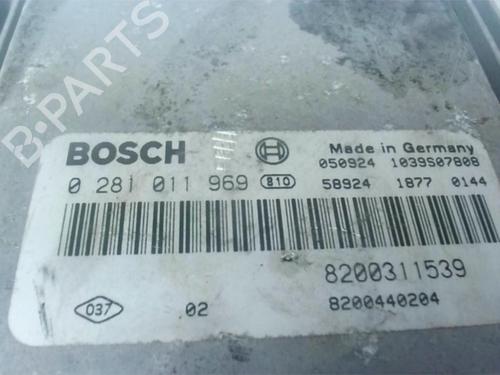 B-PARTS
BOSCH
Made in Germany
050924 1039S07808
0 281 011 969 810 58924 1877 0144
8200311539
037 02 8200440204